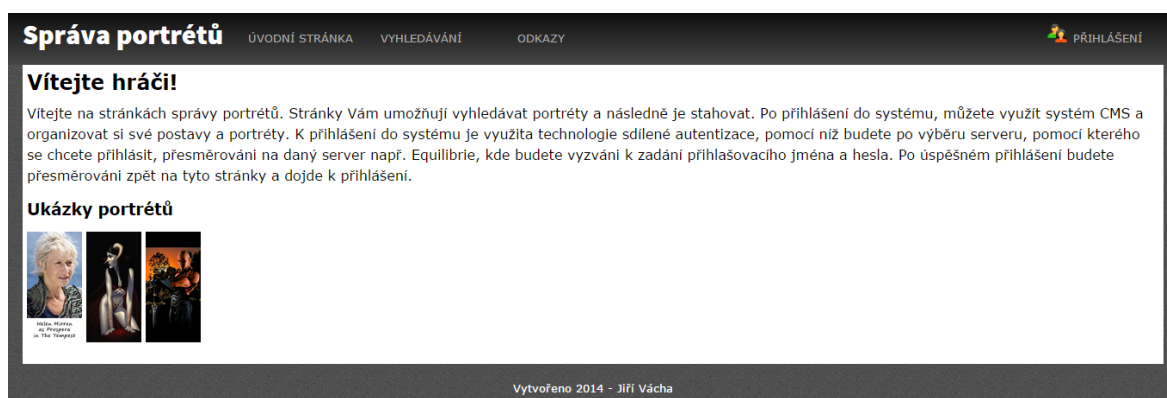 Správa portrétů ÚVODNÍ STRÁNKA VYHLEDÁVÁNÍ ODKAZY PŘIHLÁŠENÍ
Vítejte hráči!
Vítejte na stránkách správy portrétů. Stránky Vám umožňují vyhledávat portréty a následně je stahovat. Po přihlášení do systému, můžete využít systém CMS a
organizovat si své postavy a portréty. K přihlášení do systému je využita technologie sdílené autentizace, pomocí níž budete po výběru serveru, pomocí kterého
se chcete přihlásit, přesměrováni na daný server např. Equilibrie, kde budete vyzváni k zadání přihlašovacího jména a hesla. Po úspěšném přihlášení budete
přesměrováni zpět na tyto stránky a dojde k přihlášení.
Ukázky portrétů
Helen Mirren
as Prospera
in The Tempest
Vytvořeno 2014 - Jiří Vácha